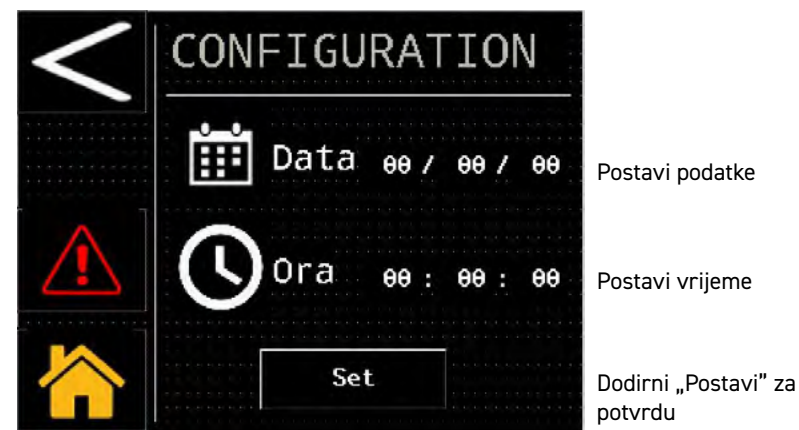 CONFIGURATION
Data 00 / 00 / 00
Postavi podatke
Ora 00 : 00 : 00
Postavi vrijeme
Set
Dodirni „Postavi” za
potvrdu